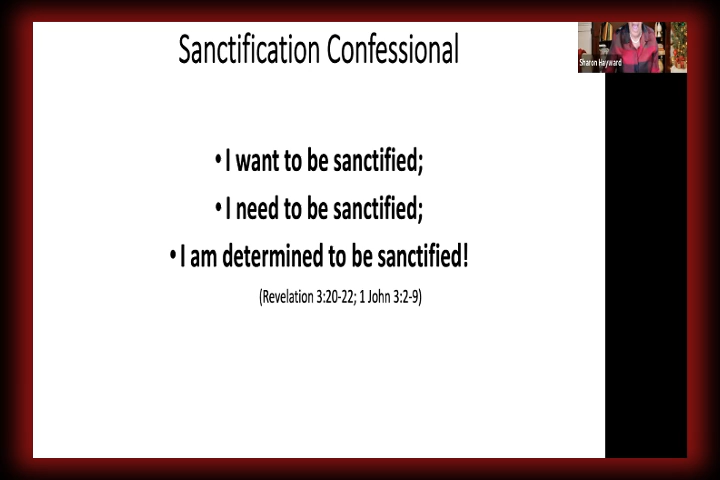 Sanctification Confessional
Sharon Hayward
•I want to be sanctified;
•I need to be sanctified;
•I am determined to be sanctified!
(Revelation 3:20-22; 1 John 3:2-9)